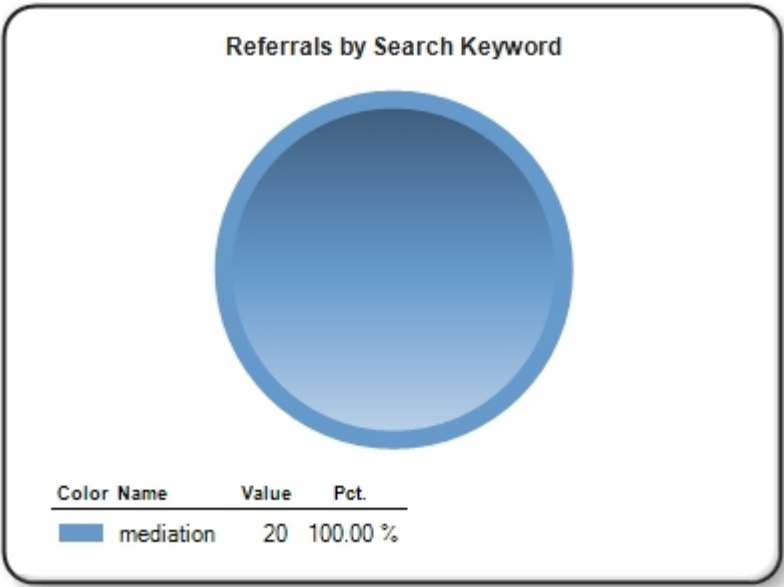 Referrals by Search Keyword
Color Name Value Pct.
mediation 20 100.00 %